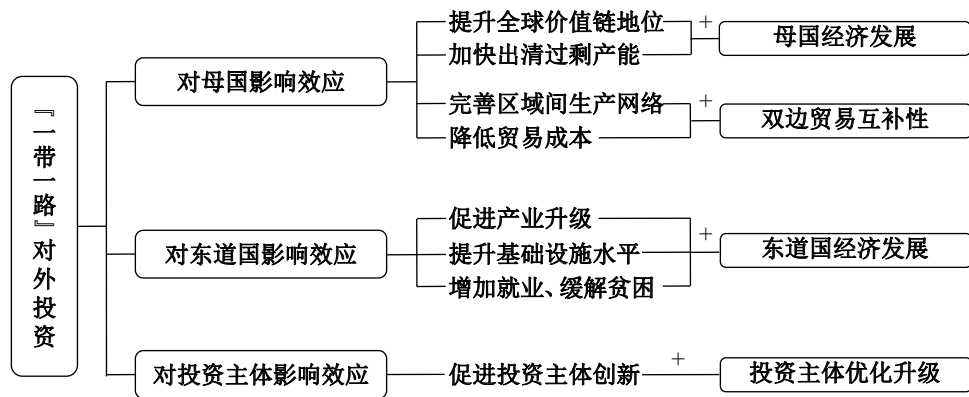 『一带一路』对外投资
对母国影响效应
提升全球价值链地位
加快出清过剩产能
+
母国经济发展
完善区域间生产网络
降低贸易成本
+
双边贸易互补性
对东道国影响效应
促进产业升级
提升基础设施水平
增加就业、缓解贫困
+
东道国经济发展
对投资主体影响效应
促进投资主体创新
+
投资主体优化升级